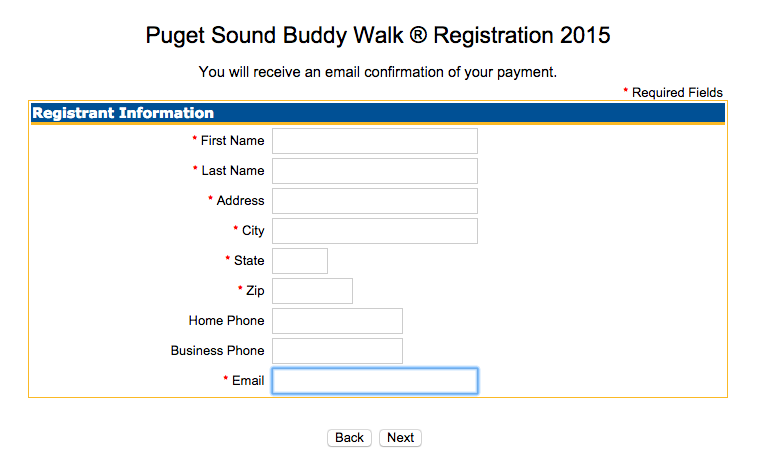 Puget Sound Buddy Walk ® Registration 2015
You will receive an email confirmation of your payment.
* Required Fields
Registrant Information
* First Name
* Last Name
* Address
* City
* State
* Zip
Home Phone
Business Phone
* Email
Back Next